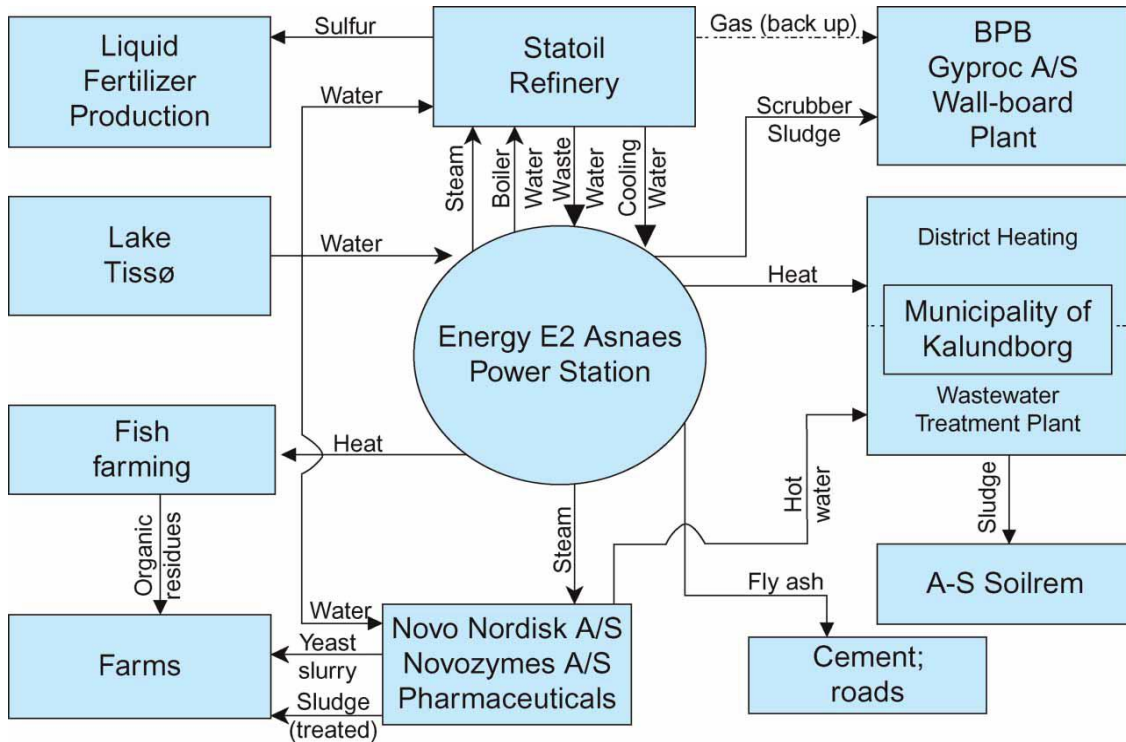 Liquid
Fertilizer
Production
Sulfur
Statoil
Refinery
Gas (back up)
BPB
Gyproc A/S
Wall-board
Plant
Water
Scrubber
Sludge
Steam
Boiler
Water
Waste
Water
Cooling
Water
Lake
Tissø
Water
Heat
District Heating
Municipality of
Kalundborg
Wastewater
Treatment Plant
Energy E2 Asnaes
Power Station
Fish
farming
Heat
Organic
residues
Steam
Hot
water
Sludge
A-S Soilrem
Fly ash
Cement;
roads
Water
Novo Nordisk A/S
Novozymes A/S
Pharmaceuticals
Yeast
slurry
Sludge
(treated)
Farms